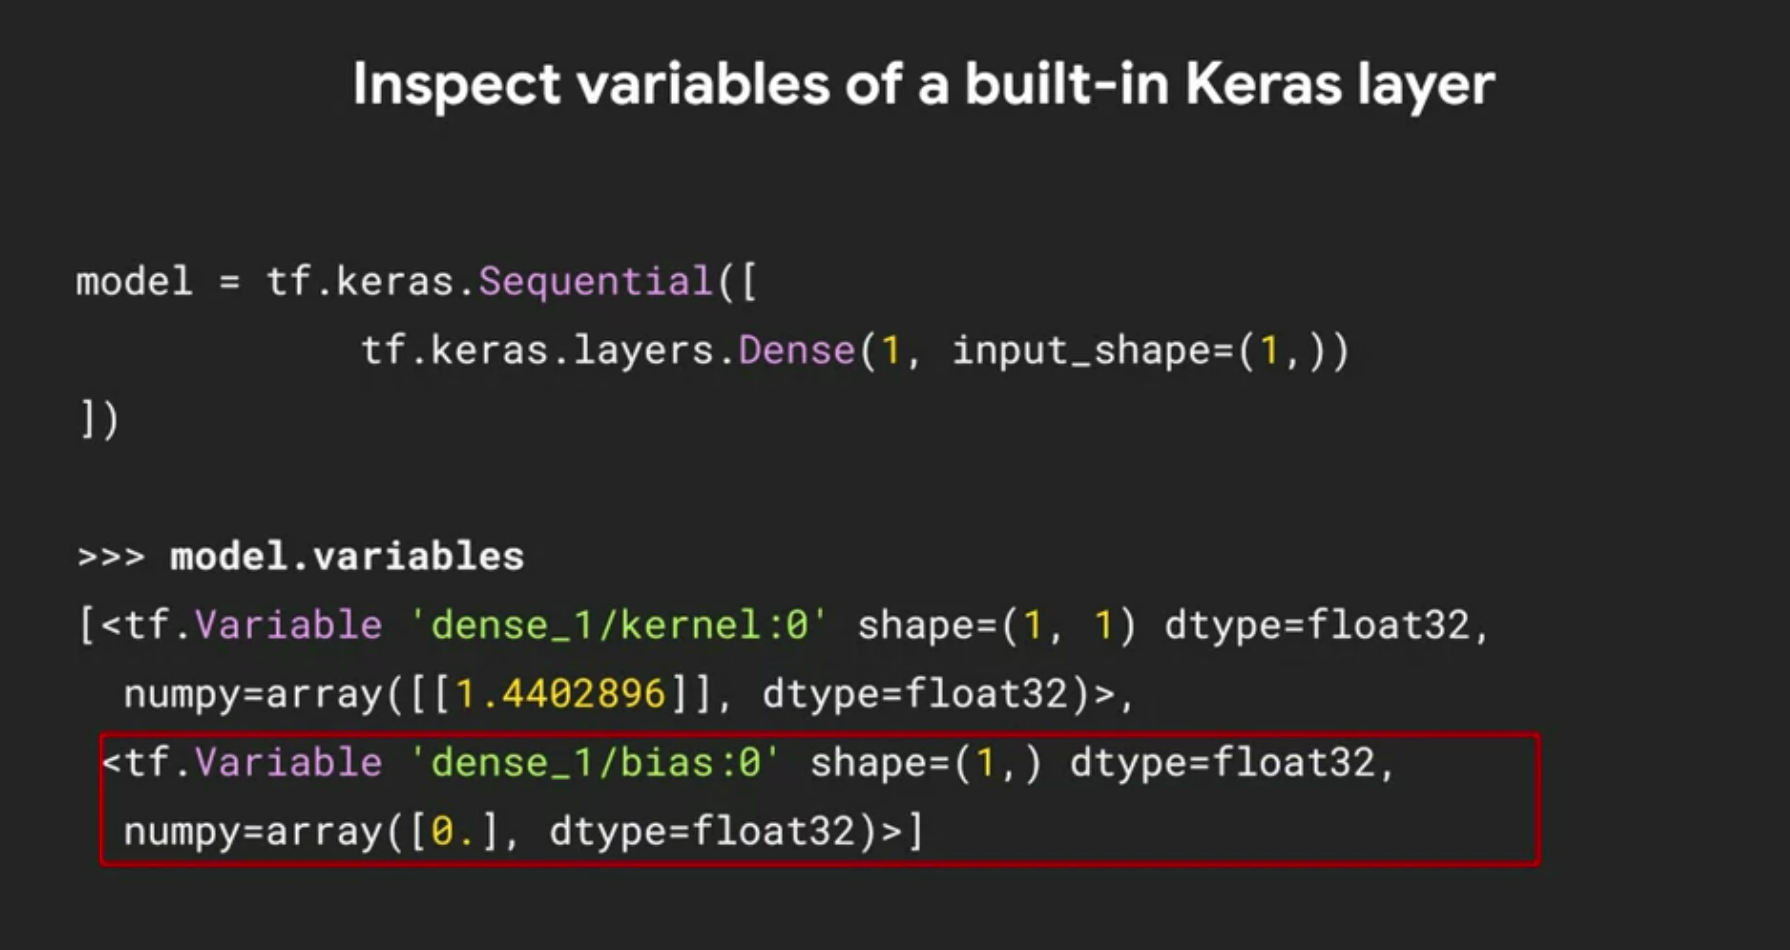 Inspect variables of a built-in Keras layer
model = tf.keras.Sequential([
tf.keras.layers.Dense(1, input_shape=(1,))
])
>>> model.variables
[<tf.Variable 'dense_1/kernel:0' shape=(1, 1) dtype=float32,
numpy=array([[1.4402896]], dtype=float32)>,
<tf.Variable 'dense_1/bias:0' shape=(1,) dtype=float32,
numpy=array([0.], dtype=float32)>]